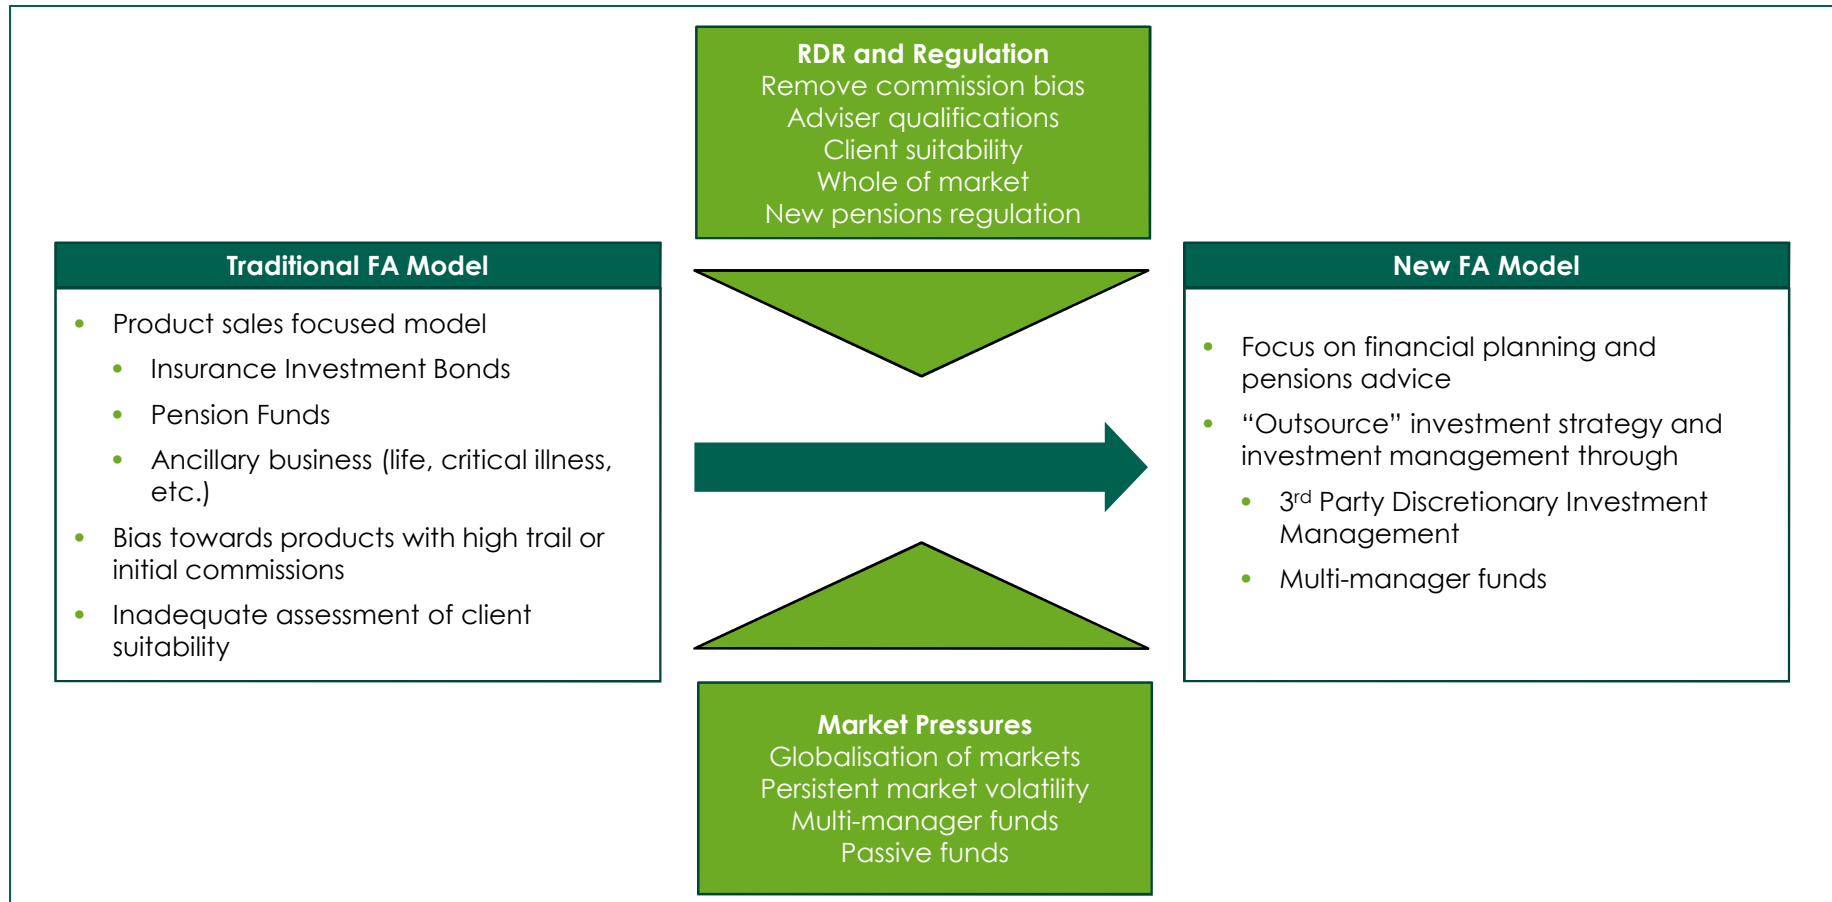 RDR and Regulation
Remove commission bias
Adviser qualifications
Client suitability
Whole of market
New pensions regulation
Traditional FA Model
• Product sales focused model
• Insurance Investment Bonds
• Pension Funds
• Ancillary business (life, critical illness,
etc.)
• Bias towards products with high trail or
initial commissions
• Inadequate assessment of client
suitability
New FA Model
• Focus on financial planning and
pensions advice
• “Outsource” investment strategy and
investment management through
• 3rd Party Discretionary Investment
Management
• Multi-manager funds
Market Pressures
Globalisation of markets
Persistent market volatility
Multi-manager funds
Passive funds